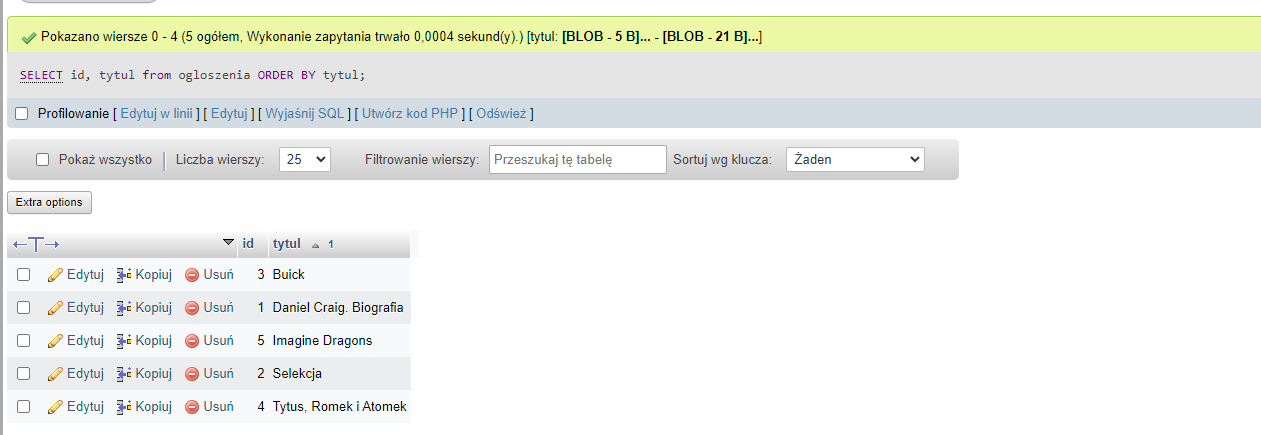 Pokazano wiersze 0 - 4 (5 ogółem, Wykonanie zapytania trwało 0,0004 sekund(y).) [tytul: [BLOB - 5 B]... - [BLOB - 21 B]...]
SELECT id, tytul from ogloszenia ORDER BY tytul;
Profilowanie [ Edytuj w linii ] [ Edytuj ] [ Wyjaśnij SQL ] [ Utwórz kod PHP ] [ Odśwież ]
Pokaż wszystko | Liczba wierszy: 25 Filtrowanie wierszy: Przeszukaj tę tabelę Sortuj wg klucza: Żaden
Extra options
←T→ id tytul 1
Edytuj Kopiuj Usuń 3 Buick
Edytuj Kopiuj Usuń 1 Daniel Craig. Biografia
Edytuj Kopiuj Usuń 5 Imagine Dragons
Edytuj Kopiuj Usuń 2 Selekcja
Edytuj Kopiuj Usuń 4 Tytus, Romek i Atomek